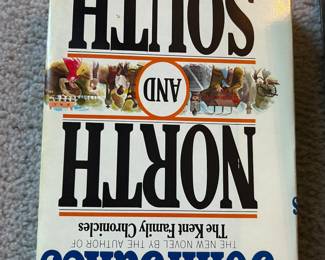 THE NEW NOVEL BY THE AUTHOR OF
The Kent Family Chronicles
NORTH
AND
SOUTH